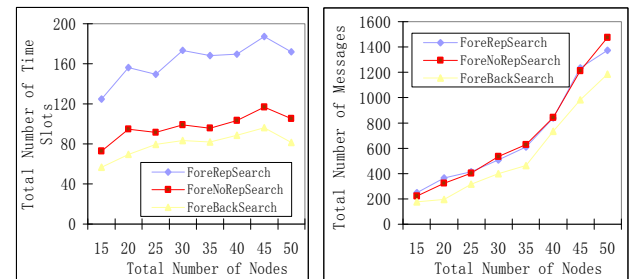 Total Number of Time
Slots
200
160
120
80
40
0
ForeRepSearch
ForeNoRepSearch
ForeBackSearch
15 20 25 30 35 40 45 50
Total Number of Nodes
Total Number of Messages
1600
1400
1200
1000
800
600
400
200
0
ForeRepSearch
ForeNoRepSearch
ForeBackSearch
15 20 25 30 35 40 45 50
Total Number of Nodes